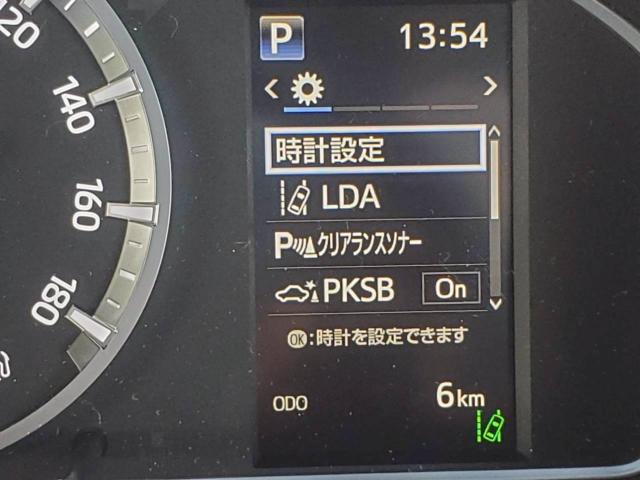 120
140
160
180
P 13:54
時計設定
LDA
P クリアランスソナー
PKSB On
OK:時計を設定できます
ODO 6km